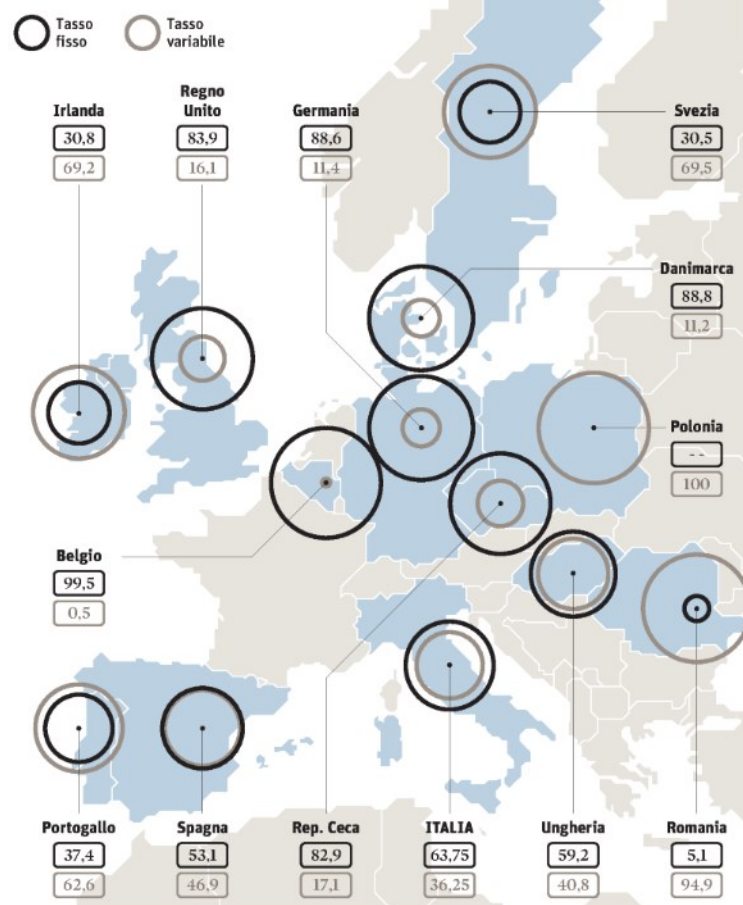 Tasso
fisso
Tasso
variabile
Irlanda
30,8
69,2
Regno
Unito
83,9
16,1
Germania
88,6
11,4
Svezia
30,5
69,5
Danimarca
88,8
11,2
Polonia
--
100
Belgio
99,5
0,5
Portogallo
37,4
62,6
Spagna
53,1
46,9
Rep. Ceca
82,9
17,1
ITALIA
63,75
36,25
Ungheria
59,2
40,8
Romania
5,1
94,9